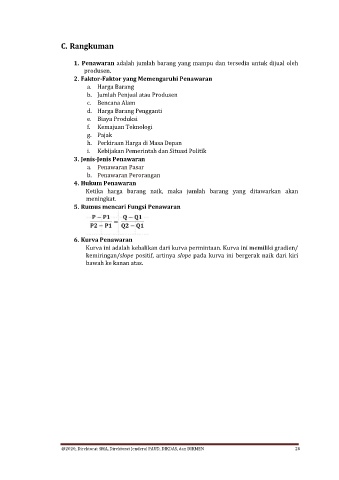 C. Rangkuman
1. Penawaran adalah jumlah barang yang mampu dan tersedia untuk dijual oleh
produsen.
2. Faktor-Faktor yang Memengaruhi Penawaran
a. Harga Barang
b. Jumlah Penjual atau Produsen
c. Bencana Alam
d. Harga Barang Pengganti
e. Biaya Produksi
f. Kemajuan Teknologi
g. Pajak
h. Perkiraan Harga di Masa Depan
i. Kebijakan Pemerintah dan Situasi Politik
3. Jenis-Jenis Penawaran
a. Penawaran Pasar
b. Penawaran Perorangan
4. Hukum Penawaran
Ketika harga barang naik, maka jumlah barang yang ditawarkan akan
meningkat.
5. Rumus mencari Fungsi Penawaran
P − P1 / P2 − P1 = Q − Q1 / Q2 − Q1
6. Kurva Penawaran
Kurva ini adalah kebalikan dari kurva permintaan. Kurva ini memiliki gradien/
kemiringan/slope positif, artinya slope pada kurva ini bergerak naik dari kiri
bawah ke kanan atas.
@2020, Direktorat SMA, Direktorat Jenderal PAUD, DIKDAS, dan DIKMEN